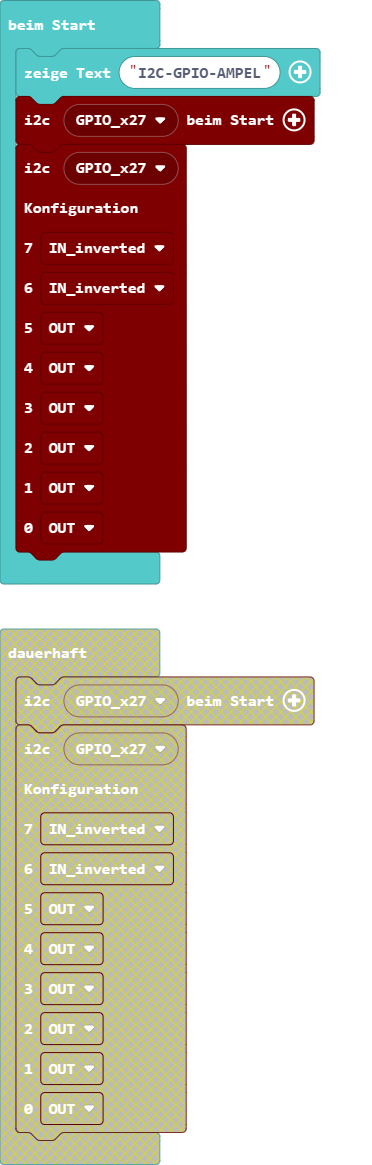 beim Start
zeige Text "I2C-GPIO-AMPEL"
i2c GPIO_x27 beim Start
i2c GPIO_x27
Konfiguration
7 IN_inverted
6 IN_inverted
5 OUT
4 OUT
3 OUT
2 OUT
1 OUT
0 OUT
dauerhaft
i2c GPIO_x27 beim Start
i2c GPIO_x27
Konfiguration
7 IN_inverted
6 IN_inverted
5 OUT
4 OUT
3 OUT
2 OUT
1 OUT
0 OUT